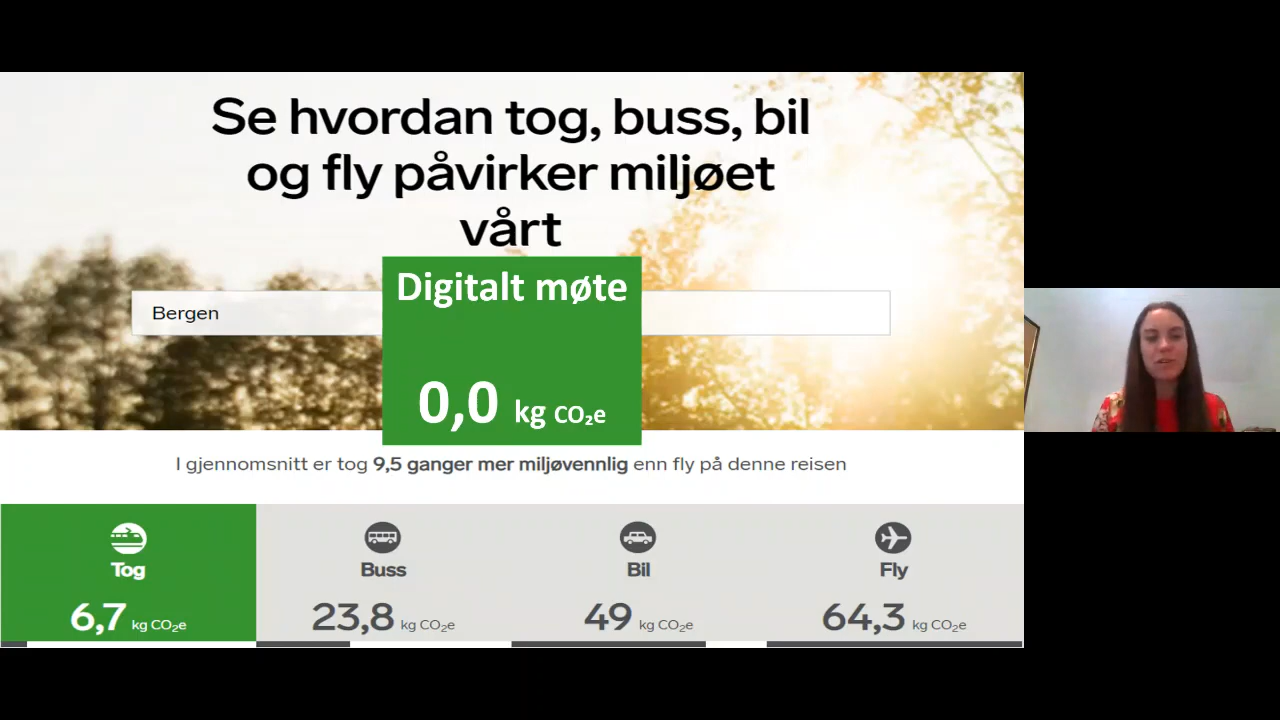 Se hvordan tog, buss, bil
og fly påvirker miljøet
vårt
Digitalt møte
Bergen
0,0 kg CO₂e
I gjennomsnitt er tog 9,5 ganger mer miljøvennlig enn fly på denne reisen
Tog
Buss
Bil
Fly
6,7 kg CO₂e
23,8 kg CO₂e
49 kg CO₂e
64,3 kg CO₂e